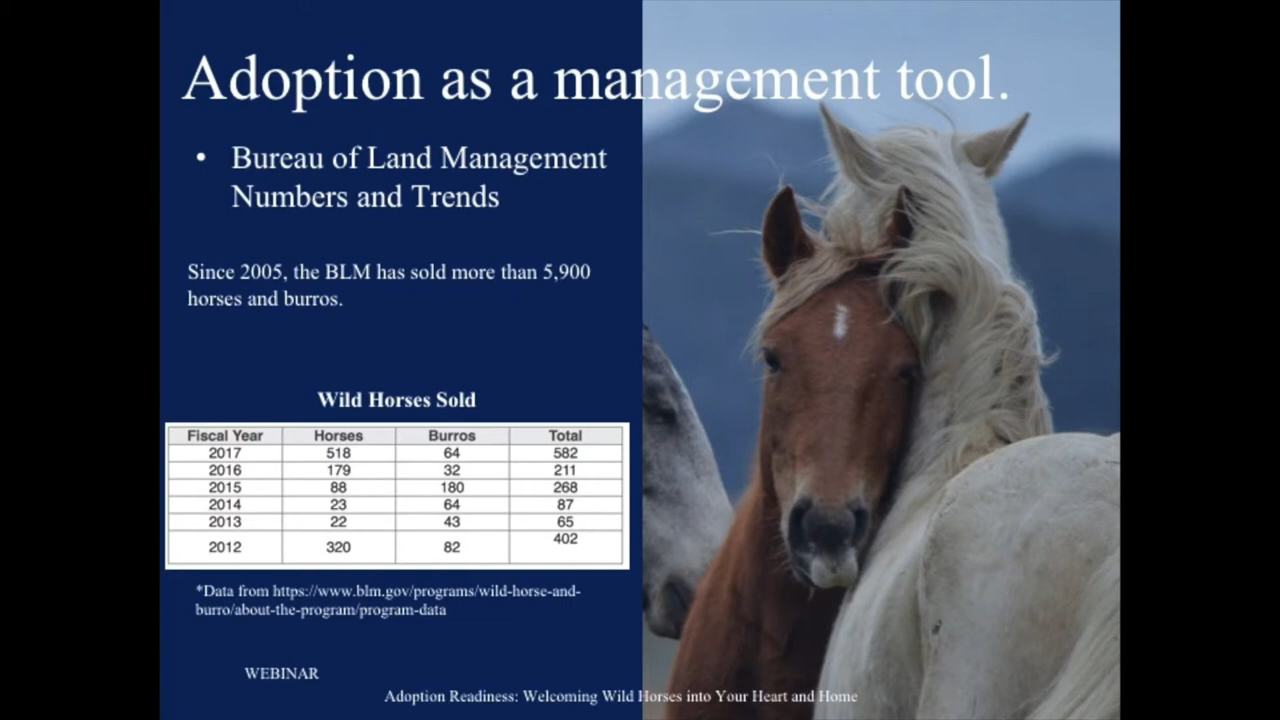 Adoption as a management tool.
• Bureau of Land Management
Numbers and Trends
Since 2005, the BLM has sold more than 5,900
horses and burros.
Wild Horses Sold
Fiscal Year Horses Burros Total
2017 518 64 582
2016 179 32 211
2015 88 180 268
2014 23 64 87
2013 22 43 65
2012 320 82 402
*Data from https://www.blm.gov/programs/wild-horse-and-
burro/about-the-program/program-data
WEBINAR
Adoption Readiness: Welcoming Wild Horses into Your Heart and Home